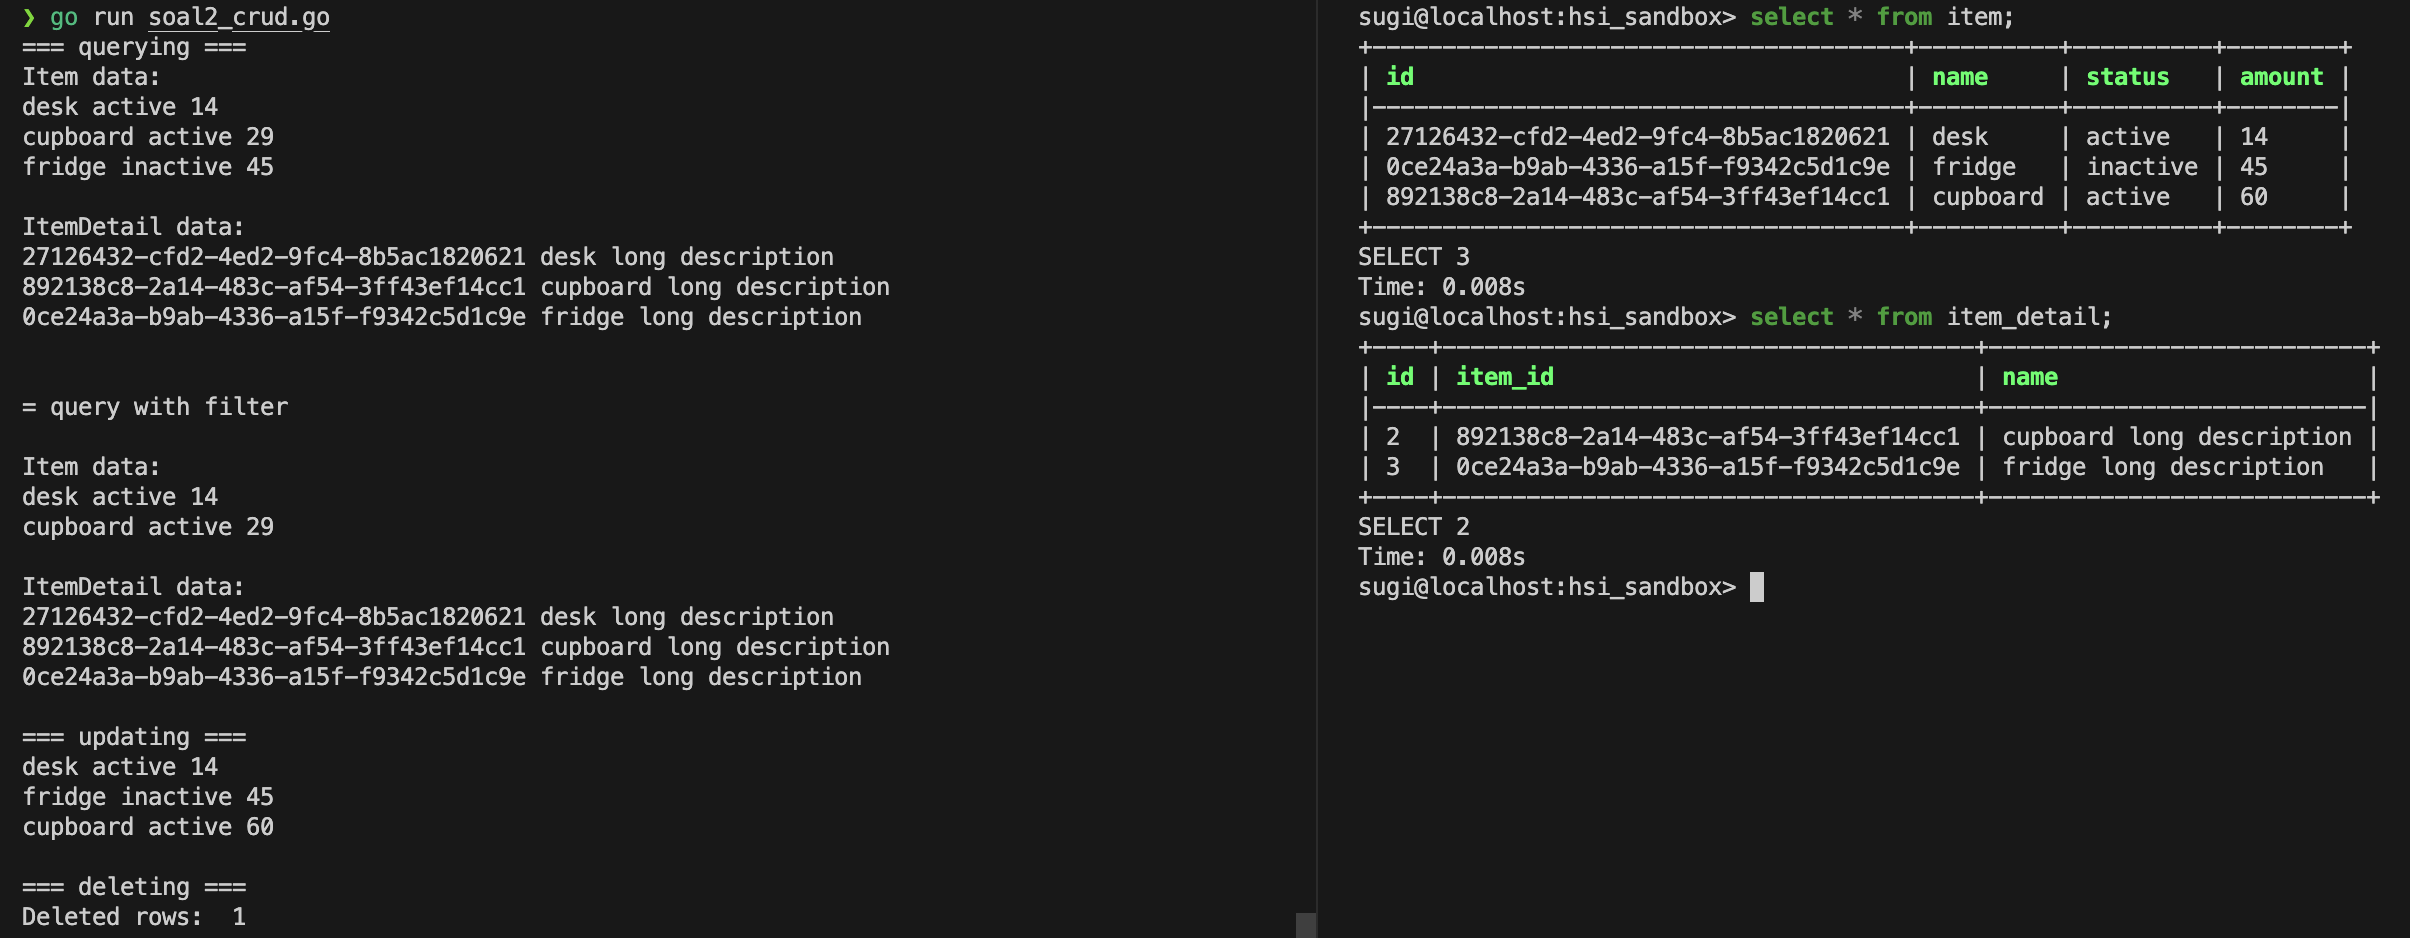 ❯ go run soal2_crud.go
=== querying ===
Item data:
desk active 14
cupboard active 29
fridge inactive 45

ItemDetail data:
27126432-cfd2-4ed2-9fc4-8b5ac1820621 desk long description
892138c8-2a14-483c-af54-3ff43ef14cc1 cupboard long description
0ce24a3a-b9ab-4336-a15f-f9342c5d1c9e fridge long description

= query with filter

Item data:
desk active 14
cupboard active 29

ItemDetail data:
27126432-cfd2-4ed2-9fc4-8b5ac1820621 desk long description
892138c8-2a14-483c-af54-3ff43ef14cc1 cupboard long description
0ce24a3a-b9ab-4336-a15f-f9342c5d1c9e fridge long description

=== updating ===
desk active 14
fridge inactive 45
cupboard active 60

=== deleting ===
Deleted rows:  1

sugi@localhost:hsi_sandbox> select * from item;
+--------------------------------------+----------+----------+--------+
| id                                   | name     | status   | amount |
|--------------------------------------+----------+----------+--------|
| 27126432-cfd2-4ed2-9fc4-8b5ac1820621 | desk     | active   | 14     |
| 0ce24a3a-b9ab-4336-a15f-f9342c5d1c9e | fridge   | inactive | 45     |
| 892138c8-2a14-483c-af54-3ff43ef14cc1 | cupboard | active   | 60     |
+--------------------------------------+----------+----------+--------+
SELECT 3
Time: 0.008s
sugi@localhost:hsi_sandbox> select * from item_detail;
+----+--------------------------------------+---------------------------+
| id | item_id                              | name                      |
|----+--------------------------------------+---------------------------|
| 2  | 892138c8-2a14-483c-af54-3ff43ef14cc1 | cupboard long description |
| 3  | 0ce24a3a-b9ab-4336-a15f-f9342c5d1c9e | fridge long description   |
+----+--------------------------------------+---------------------------+
SELECT 2
Time: 0.008s
sugi@localhost:hsi_sandbox>